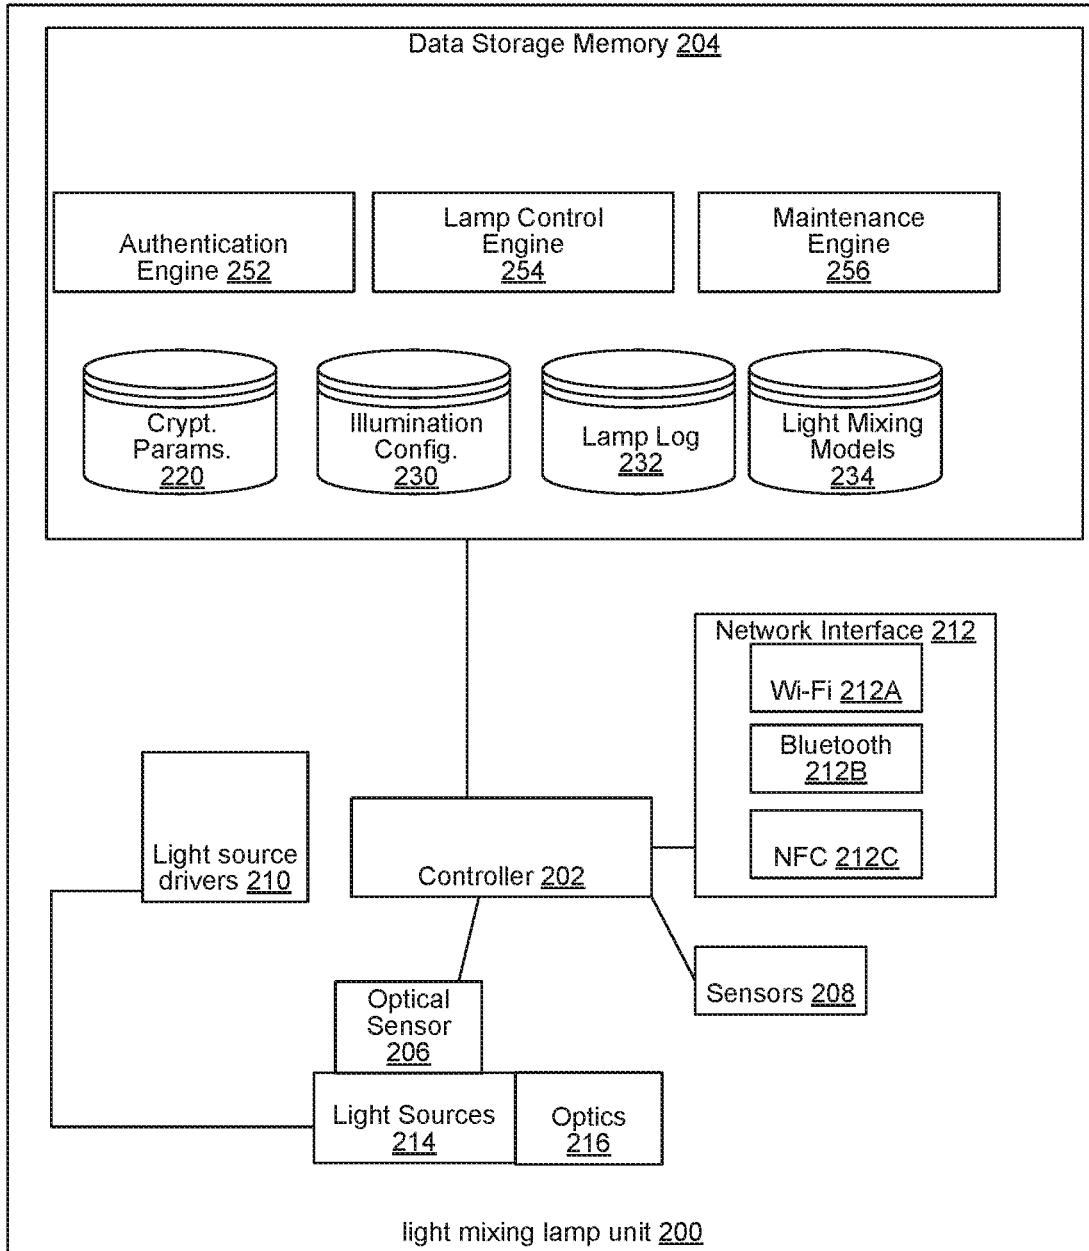 Data Storage Memory 204
Authentication
Engine 252
Lamp Control
Engine
254
Maintenance
Engine
256
Crypt.
Params.
220
Illumination
Config.
230
Lamp Log
232
Light Mixing
Models
234
Network Interface 212
Wi-Fi 212A
Bluetooth
212B
NFC 212C
Light source
drivers 210
Controller 202
Sensors 208
Optical
Sensor
206
Light Sources
214
Optics
216
light mixing lamp unit 200